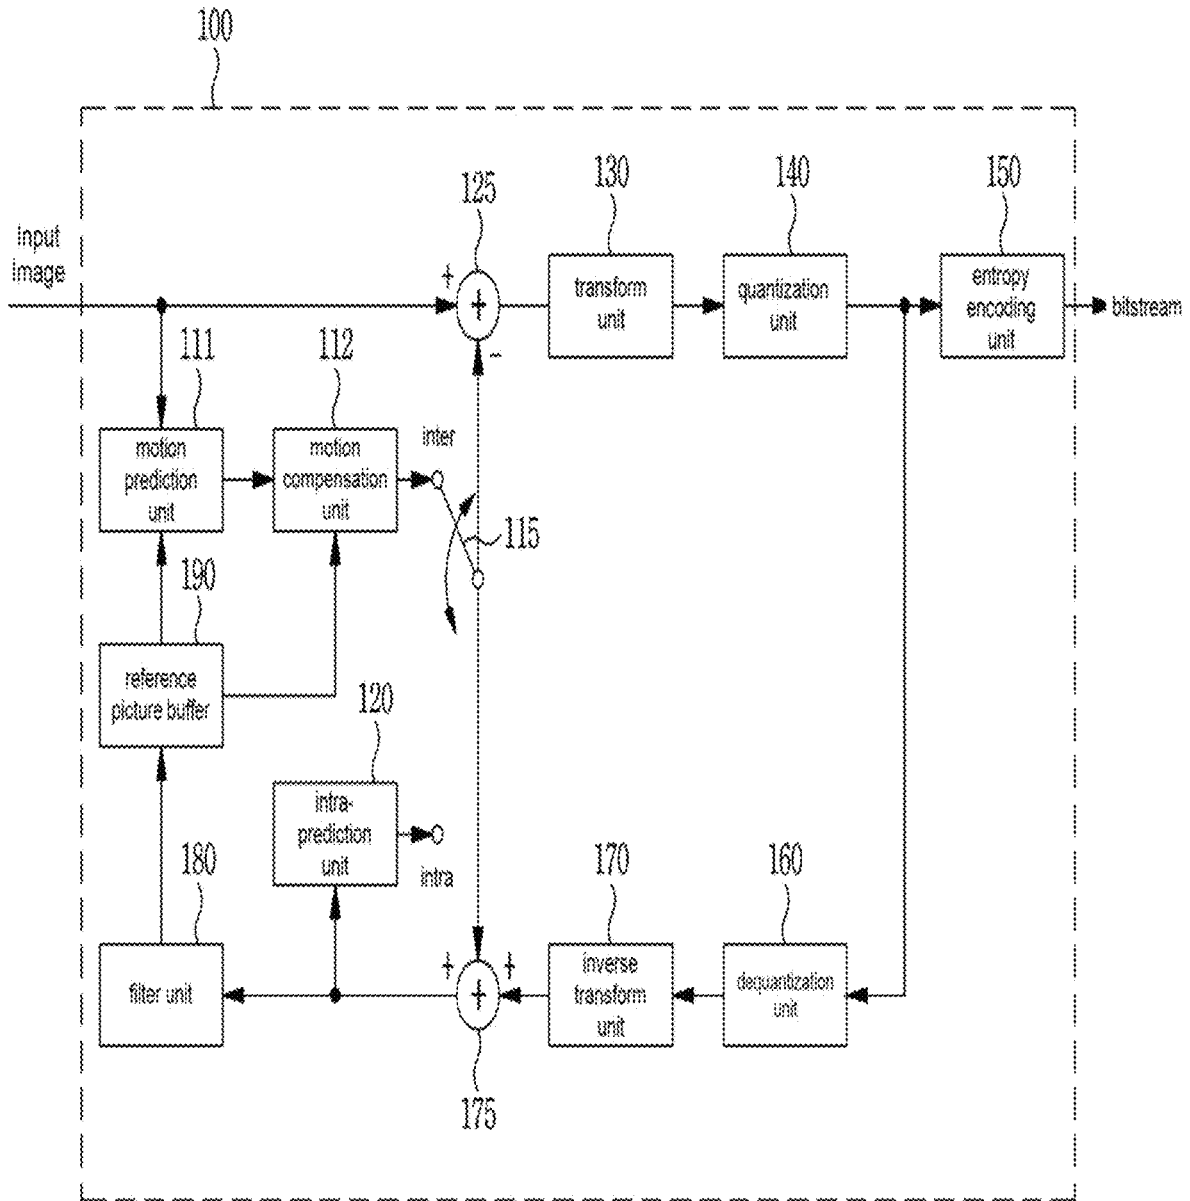 100
125
130
140
150
Input
image
+
+
-
transform
unit
quantization
unit
entropy
encoding
unit
bitstream
111
112
motion
prediction
unit
motion
compensation
unit
inter
115
190
reference
picture buffer
120
intra-
prediction
unit
intra
180
170
160
filter unit
+
+
+
inverse
transform
unit
dequantization
unit
175